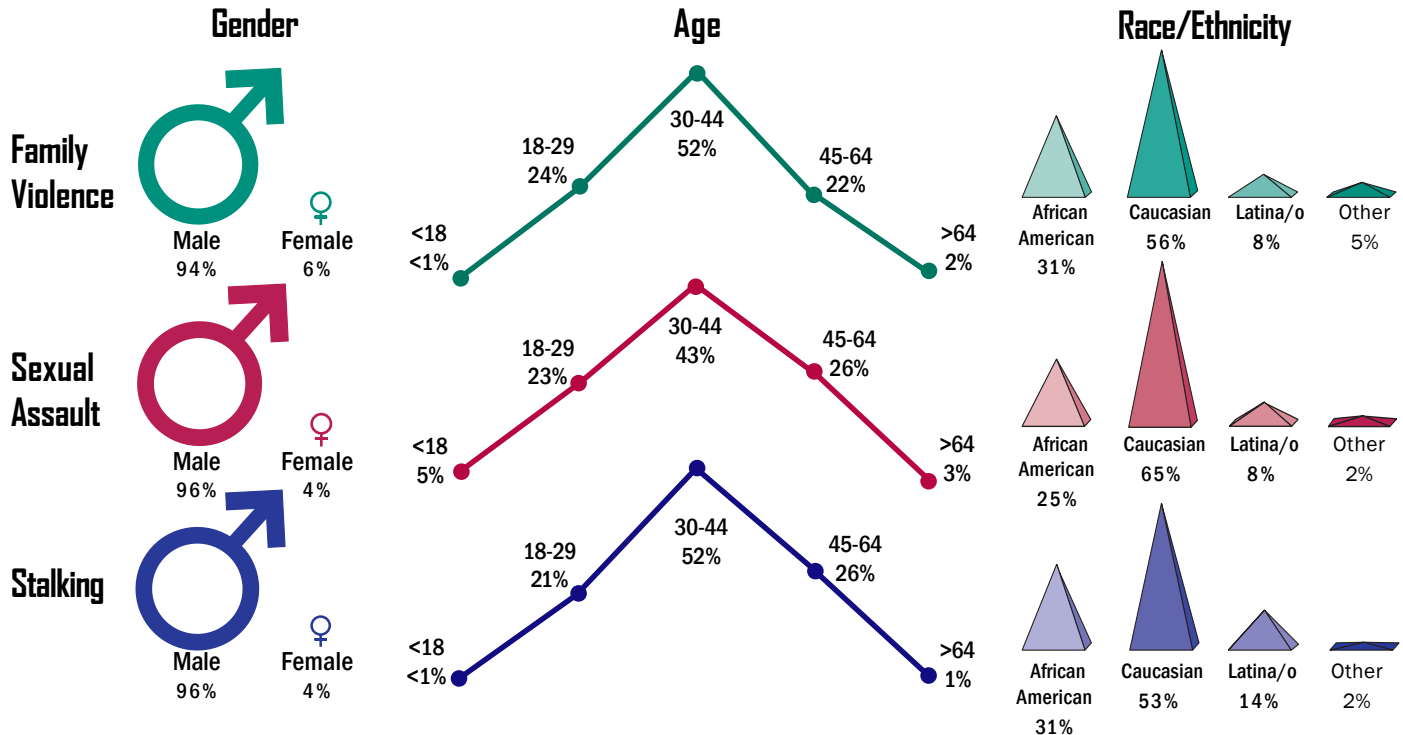 Gender
Age
Race/Ethnicity
Family
Violence
Male
94%
Female
6%
<18
<1%
18-29
24%
30-44
52%
45-64
22%
>64
2%
African
American
31%
Caucasian
56%
Latina/o
8%
Other
5%
Sexual
Assault
Male
96%
Female
4%
<18
5%
18-29
23%
30-44
43%
45-64
26%
>64
3%
African
American
25%
Caucasian
65%
Latina/o
8%
Other
2%
Stalking
Male
96%
Female
4%
<18
<1%
18-29
21%
30-44
52%
45-64
26%
>64
1%
African
American
31%
Caucasian
53%
Latina/o
14%
Other
2%